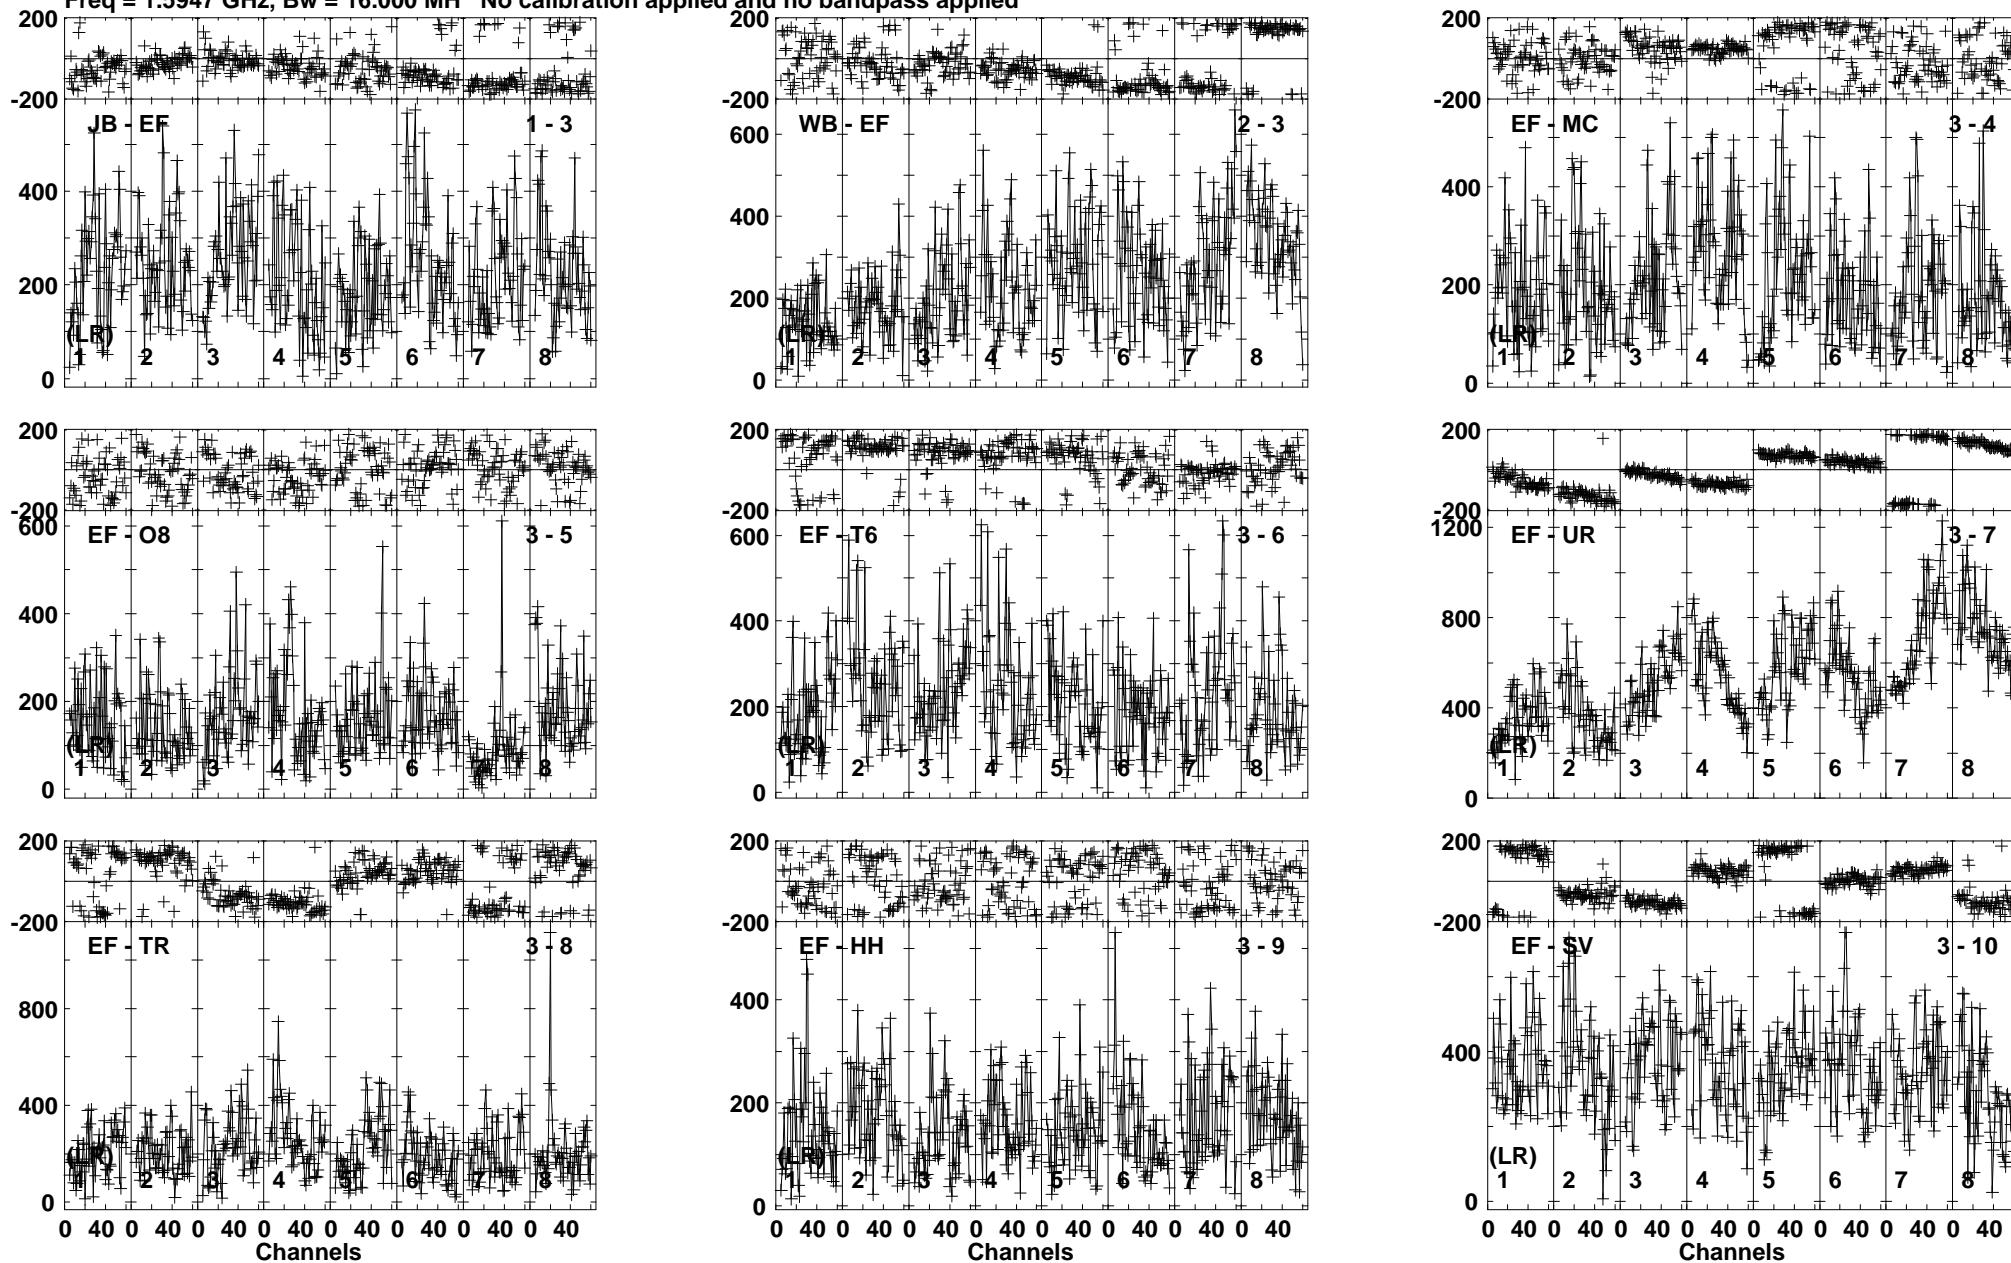 Freq = 1.5947 GHz, Bw = 16.000 MH No calibration applied and no bandpass applied
200 200 200
-200 -200 -200
JB - EF 1 - 3 WB - EF 2 - 3 EF - MC 3 - 4
600
400 400 400
200 200 200
(LR) (LR) (LR)
1 2 3 4 5 6 7 8 1 2 3 4 5 6 7 8 1 2 3 4 5 6 7 8
0 0 0
200 200 200
-200 -200 -200
600 600 1200
EF - O8 3 - 5 EF - T6 3 - 6 EF - UR 3 - 7
400 400 800
200 200 400
(LR) (LR) (LR)
1 2 3 4 5 6 7 8 1 2 3 4 5 6 7 8 1 2 3 4 5 6 7 8
0 0 0
200 200 200
-200 -200 -200
EF - TR 3 - 8 EF - HH 3 - 9 EF - SV 3 - 10
800 400 400
400 200
(LR) (LR) (LR)
1 2 3 4 5 6 7 8 1 2 3 4 5 6 7 8 1 2 3 4 5 6 7 8
0 0 0
0 40 0 40 0 40 0 40 0 40 0 40 0 40 0 40 0 40 0 40 0 40 0 40 0 40 0 40 0 40 0 40 0 40 0 40 0 40 0 40 0 40 0 40 0 40 0 40
Channels Channels Channels